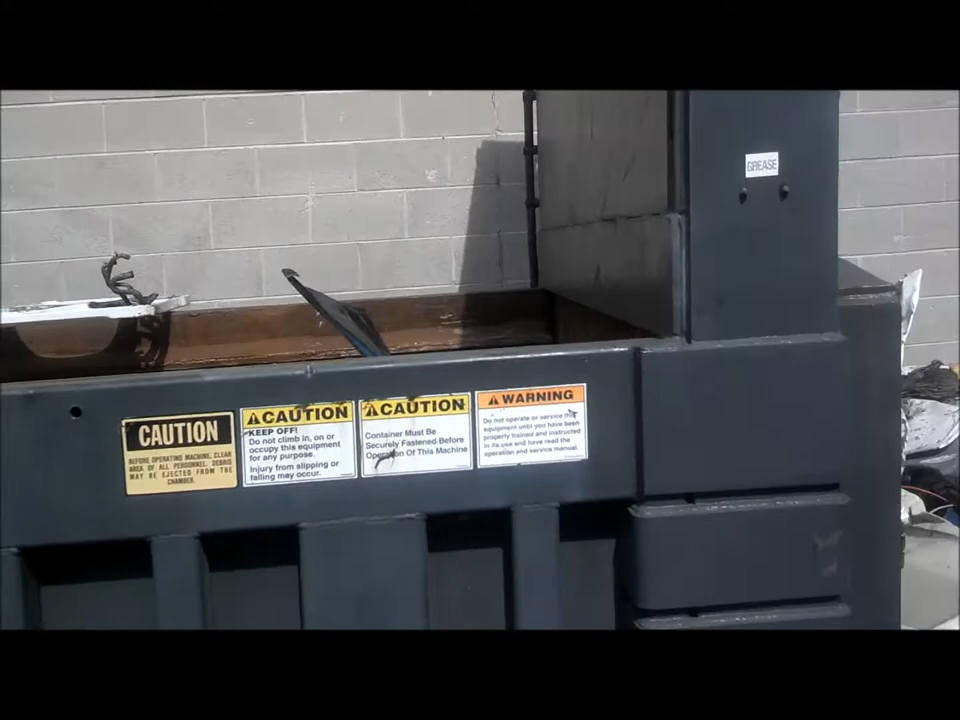 GREASE
CAUTION
BEFORE OPERATING MACHINE, CLEAR
AREA OF ALL PERSONNEL. DEBRIS
MAY BE EJECTED FROM THE
CHAMBER.
CAUTION
KEEP OFF!
Do not climb in, on or
occupy this equipment
for any purpose.
Injury from slipping or
falling may occur.
CAUTION
Container Must Be
Securely Fastened Before
Operation Of This Machine
WARNING
Do not operate or service this
equipment until you have been
properly trained and instructed
in its use and have read the
operation and service manual.